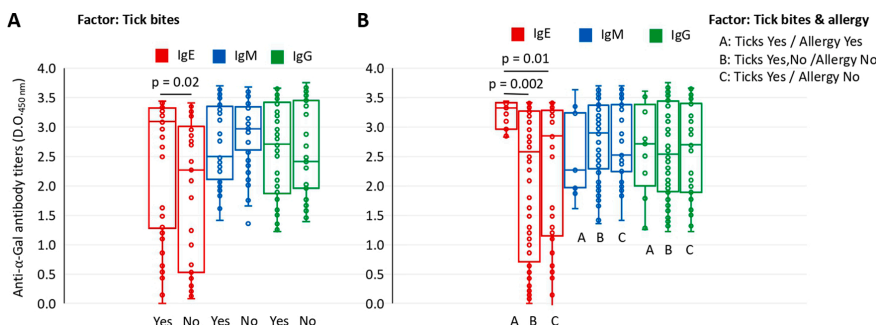 A
Factor: Tick bites
IgE IgM IgG
p = 0.02
Anti-α-Gal antibody titers (D.O.450 nm)
4.0
3.5
3.0
2.5
2.0
1.5
1.0
0.5
0.0
Yes No Yes No Yes No
B
Factor: Tick bites & allergy
A: Ticks Yes / Allergy Yes
B: Ticks Yes,No /Allergy No
C: Ticks Yes / Allergy No
IgE IgM IgG
p = 0.01
p = 0.002
4.0
3.5
3.0
2.5
2.0
1.5
1.0
0.5
0.0
A B C
A B C
A B C